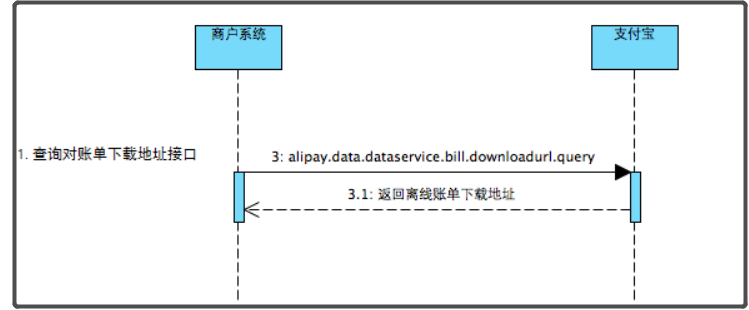 商户系统
支付宝
1. 查询对账单下载地址接口
3: alipay.data.dataservice.bill.downloadurl.query
3.1: 返回离线账单下载地址